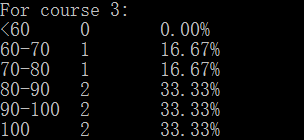 For course 3:
<60 0 0.00%
60-70 1 16.67%
70-80 1 16.67%
80-90 2 33.33%
90-100 2 33.33%
100 2 33.33%